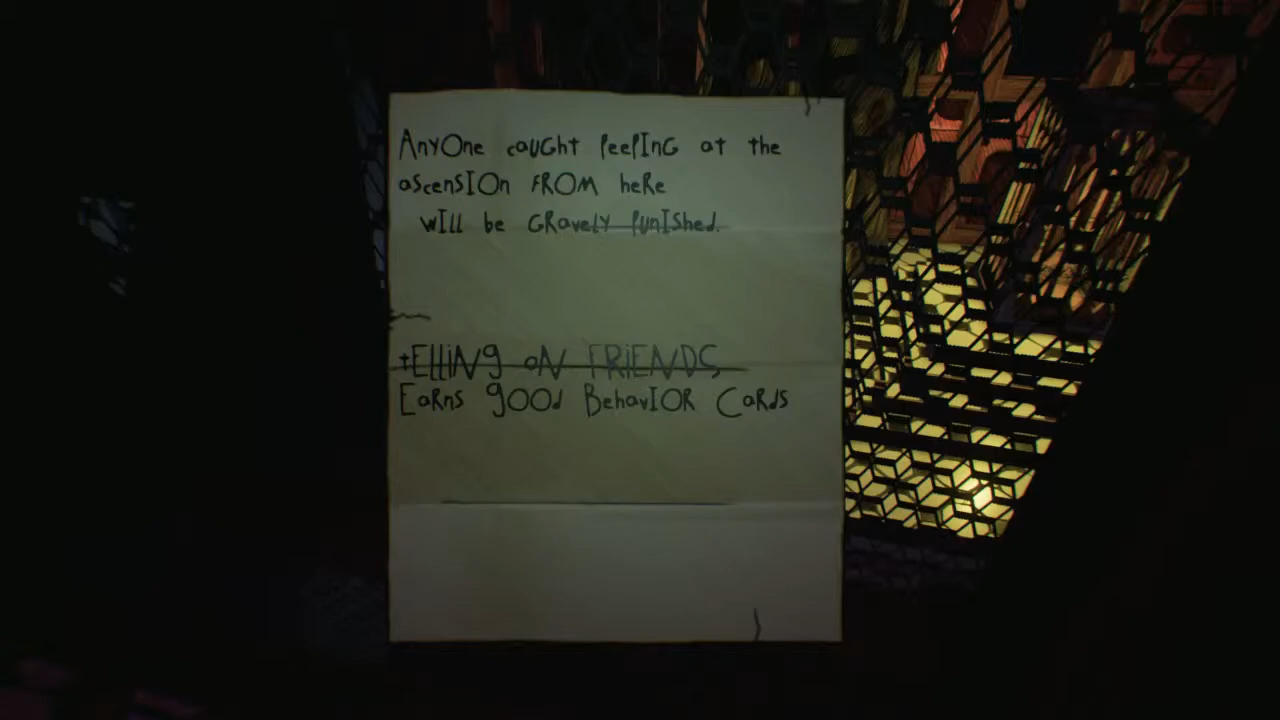 AnyOne caUGht PeePInG at the
ascensIOn FROM heRe
wIll be GRavelY PunIShed.
tElliNg oN FRiENDS
EaRns gOOd BehavIOR CaRds